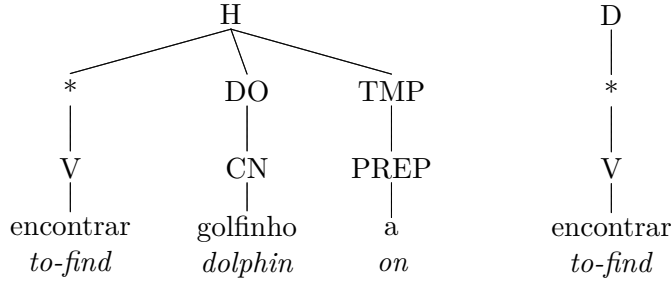 H D
* DO TMP *
V CN PREP V
encontrar golfinho a encontrar
to-find dolphin on to-find